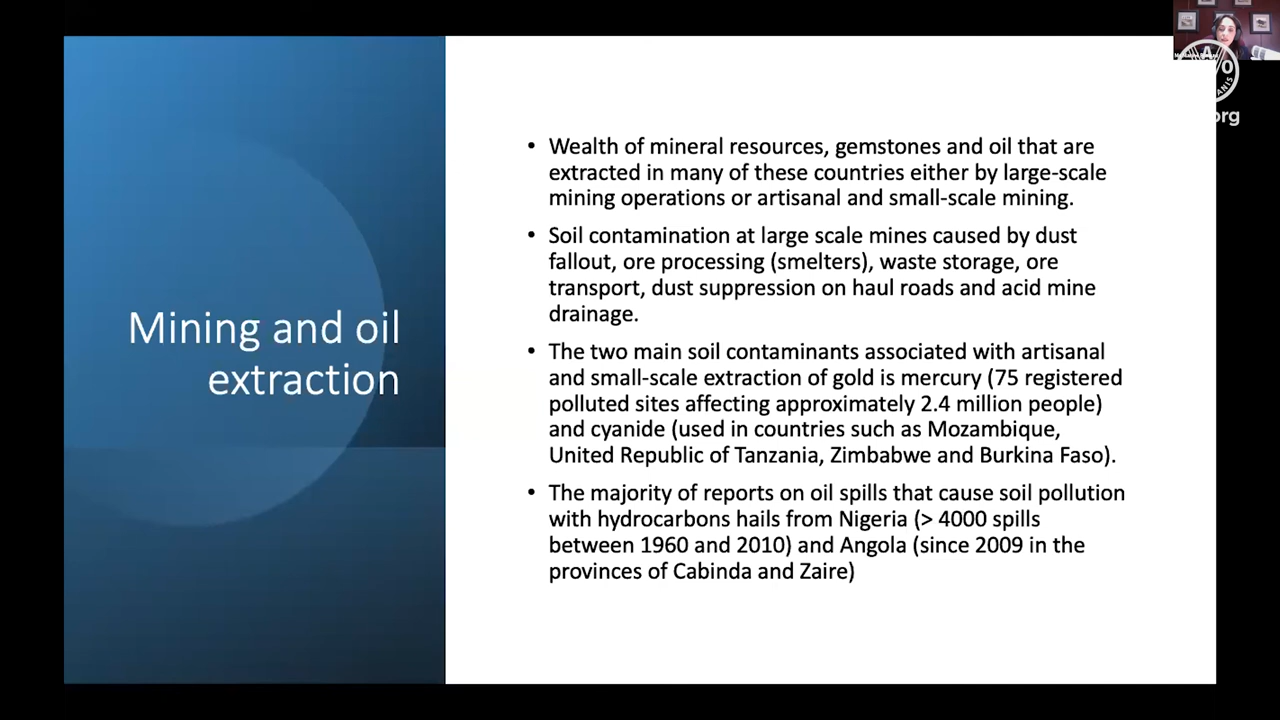 Mining and oil
extraction
• Wealth of mineral resources, gemstones and oil that are
extracted in many of these countries either by large-scale
mining operations or artisanal and small-scale mining.
• Soil contamination at large scale mines caused by dust
fallout, ore processing (smelters), waste storage, ore
transport, dust suppression on haul roads and acid mine
drainage.
• The two main soil contaminants associated with artisanal
and small-scale extraction of gold is mercury (75 registered
polluted sites affecting approximately 2.4 million people)
and cyanide (used in countries such as Mozambique,
United Republic of Tanzania, Zimbabwe and Burkina Faso).
• The majority of reports on oil spills that cause soil pollution
with hydrocarbons hails from Nigeria (> 4000 spills
between 1960 and 2010) and Angola (since 2009 in the
provinces of Cabinda and Zaire)
A O
ANIS
org